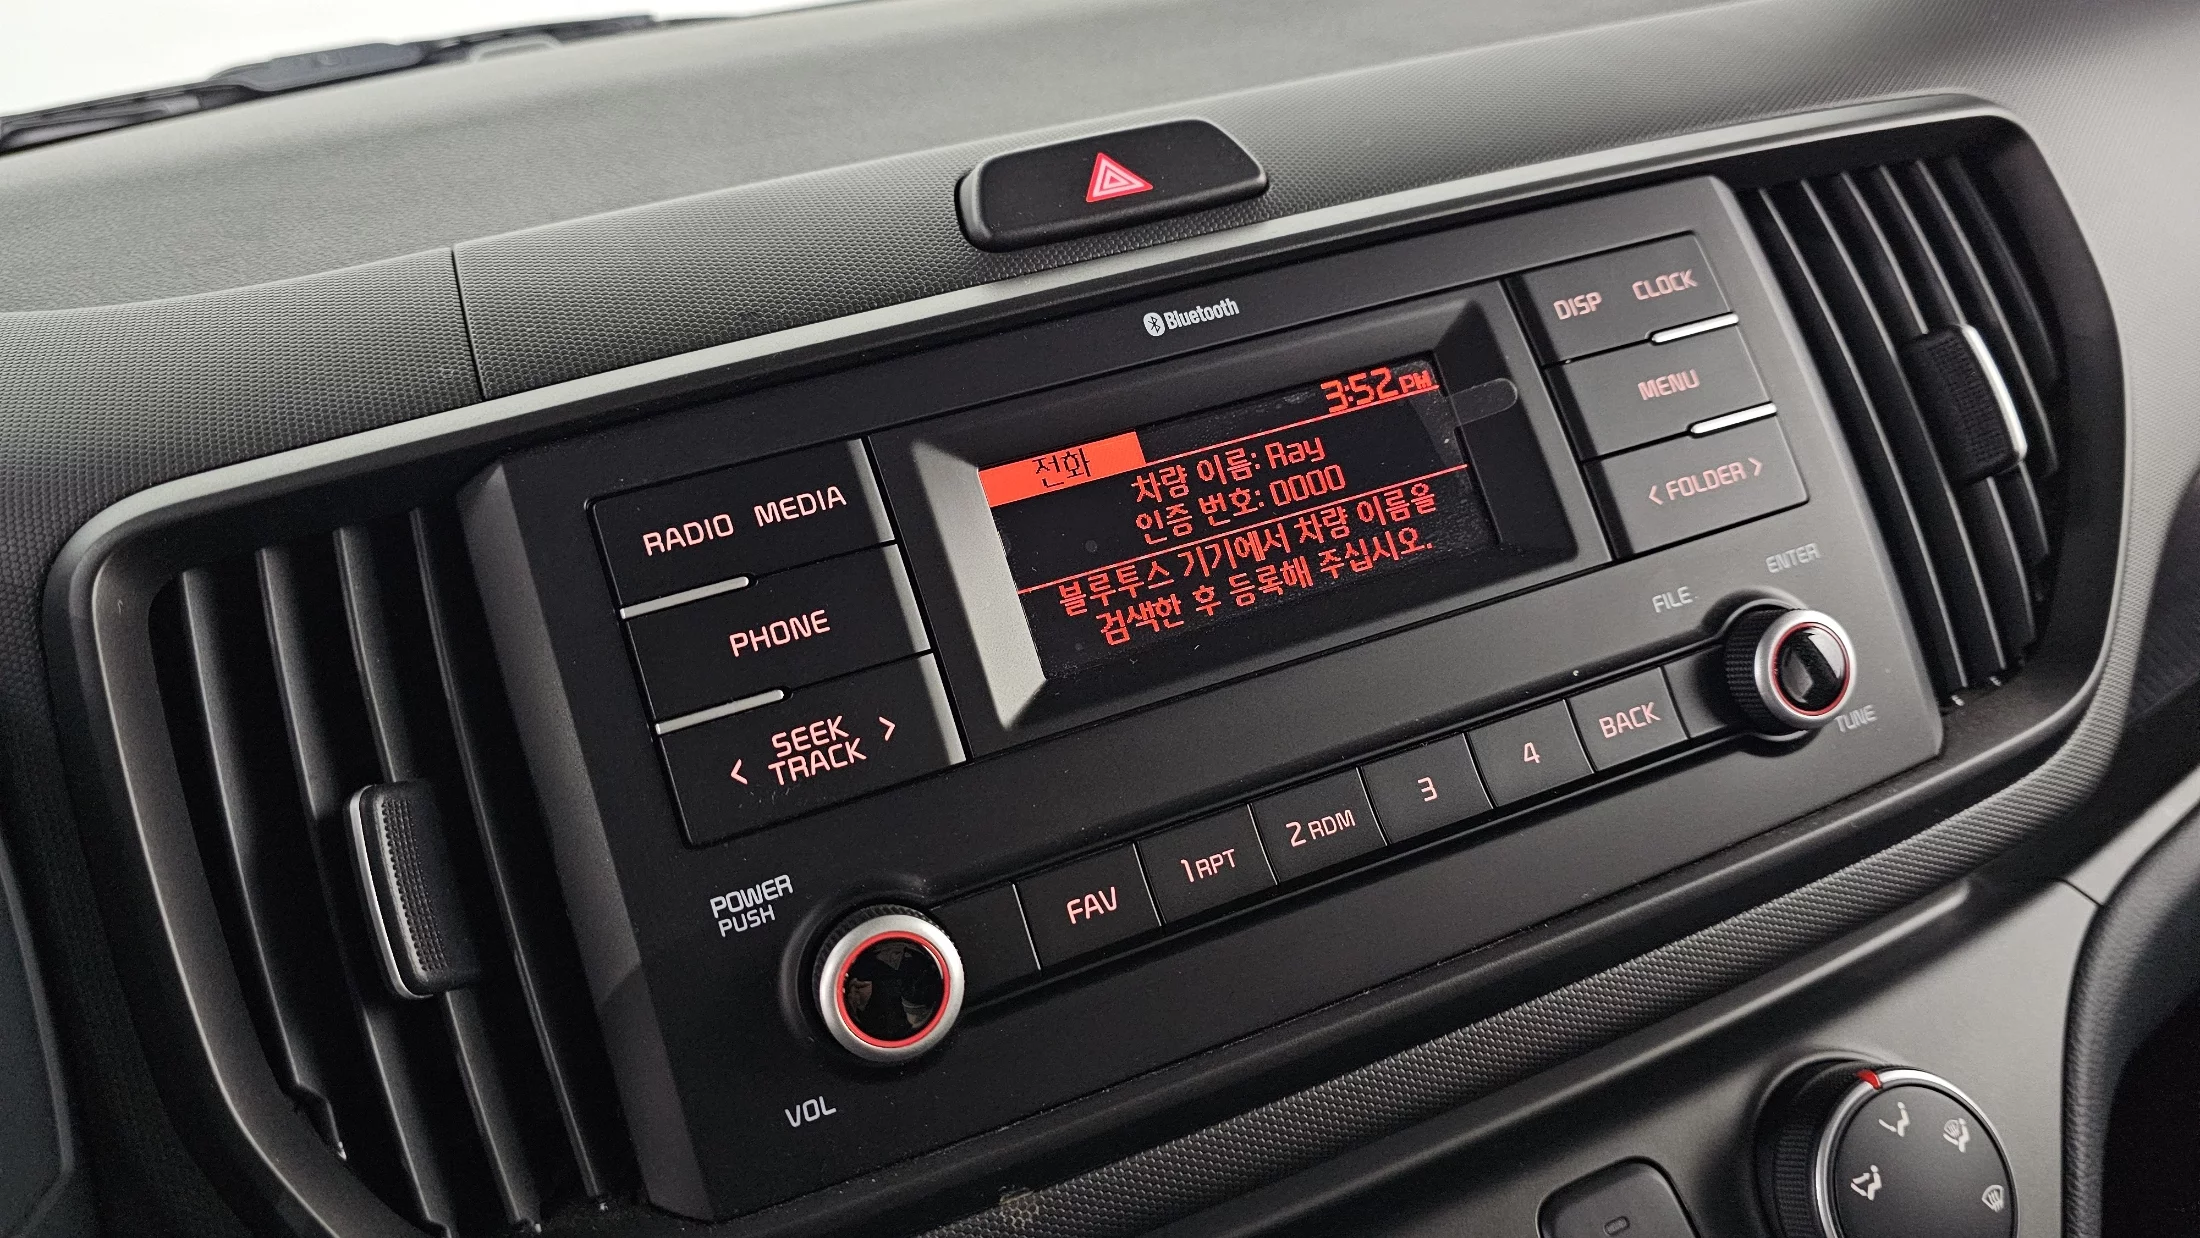 Bluetooth
DISP CLOCK
MENU
< FOLDER >
3:52 PM
전화
차량 이름: Ray
인증 번호: 0000
블루투스 기기에서 차량 이름을
검색한 후 등록해 주십시오.
RADIO MEDIA
PHONE
< SEEK TRACK >
ENTER
FILE
TUNE
POWER
PUSH
VOL
FAV
1 RPT
2 RDM
3
4
BACK